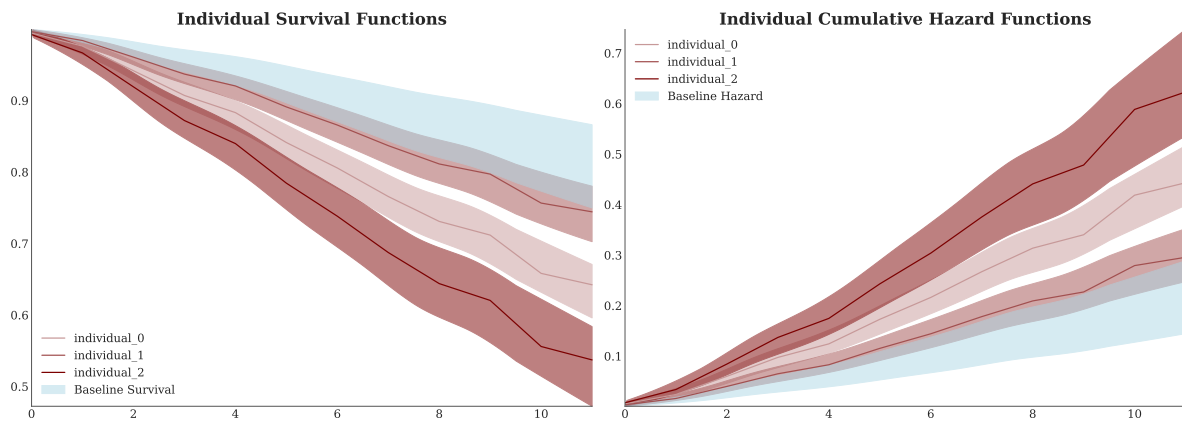 Individual Survival Functions
0.9
0.8
0.7
0.6
0.5
individual_0
individual_1
individual_2
Baseline Survival
0 2 4 6 8 10
Individual Cumulative Hazard Functions
individual_0
individual_1
individual_2
Baseline Hazard
0.7
0.6
0.5
0.4
0.3
0.2
0.1
0 2 4 6 8 10